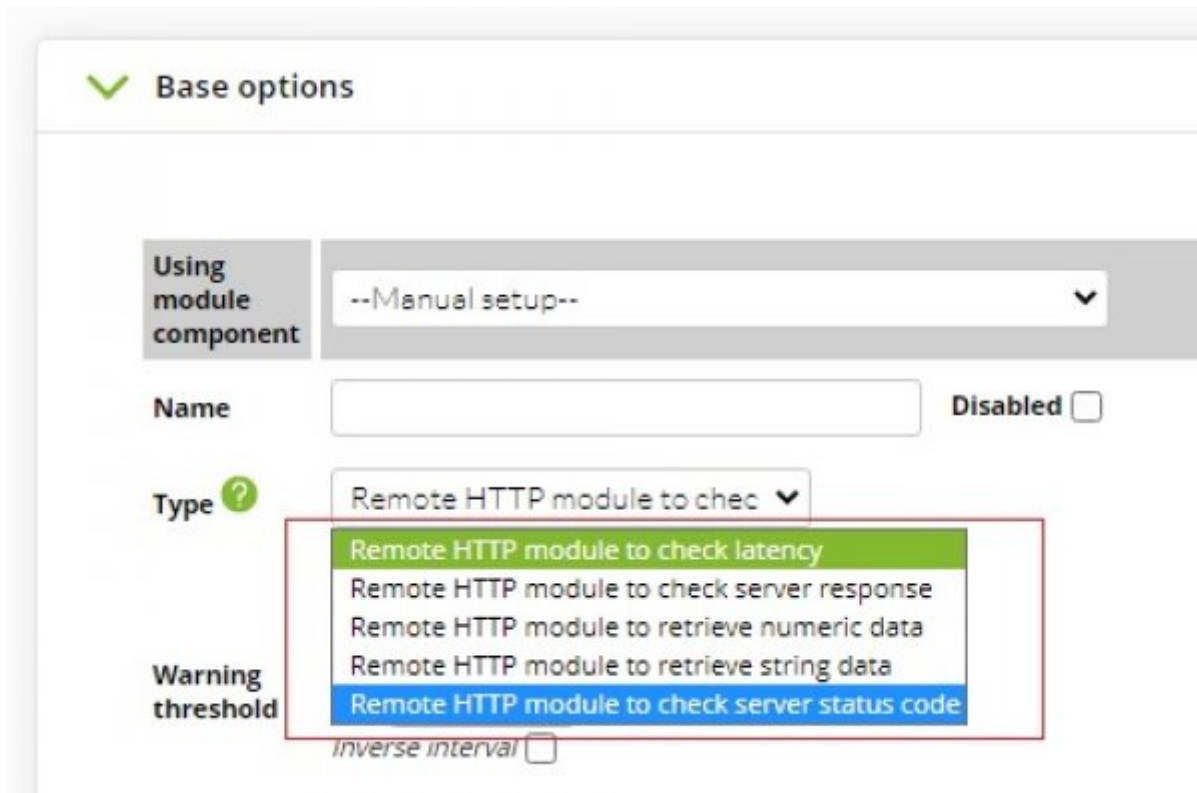 Base options
Using
module
component
--Manual setup--
Name
Disabled
Type ?
Remote HTTP module to chec
Remote HTTP module to check latency
Remote HTTP module to check server response
Remote HTTP module to retrieve numeric data
Remote HTTP module to retrieve string data
Remote HTTP module to check server status code
Warning
threshold
Inverse interval